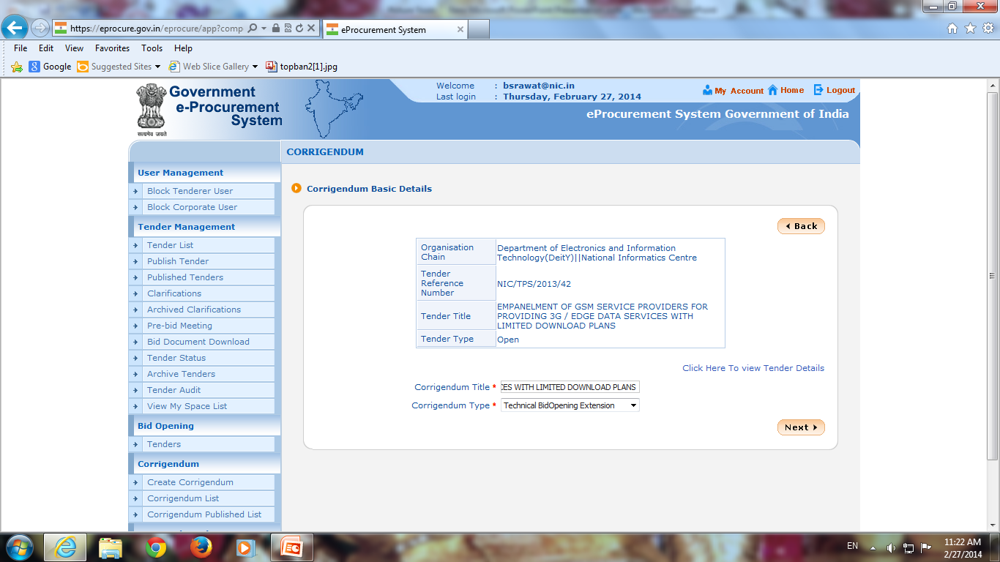 https://eprocure.gov.in/eprocure/app?comp
eProcurement System
File Edit View Favorites Tools Help
Google Suggested Sites Web Slice Gallery topban2[1].jpg
Government
e-Procurement
System
सत्यमेव जयते
Welcome : bsrawat@nic.in
Last login : Thursday, February 27, 2014
My Account Home Logout
eProcurement System Government of India
CORRIGENDUM
User Management
Block Tenderer User
Block Corporate User
Tender Management
Tender List
Publish Tender
Published Tenders
Clarifications
Archived Clarifications
Pre-bid Meeting
Bid Document Download
Tender Status
Archive Tenders
Tender Audit
View My Space List
Bid Opening
Tenders
Corrigendum
Create Corrigendum
Corrigendum List
Corrigendum Published List
Corrigendum Basic Details
Back
Organisation
Chain
Department of Electronics and Information
Technology(DeitY)||National Informatics Centre
Tender
Reference
Number
NIC/TPS/2013/42
Tender Title
EMPANELMENT OF GSM SERVICE PROVIDERS FOR
PROVIDING 3G / EDGE DATA SERVICES WITH
LIMITED DOWNLOAD PLANS
Tender Type
Open
Click Here To view Tender Details
Corrigendum Title * CES WITH LIMITED DOWNLOAD PLANS
Corrigendum Type * Technical BidOpening Extension
Next
EN
11:22 AM
2/27/2014